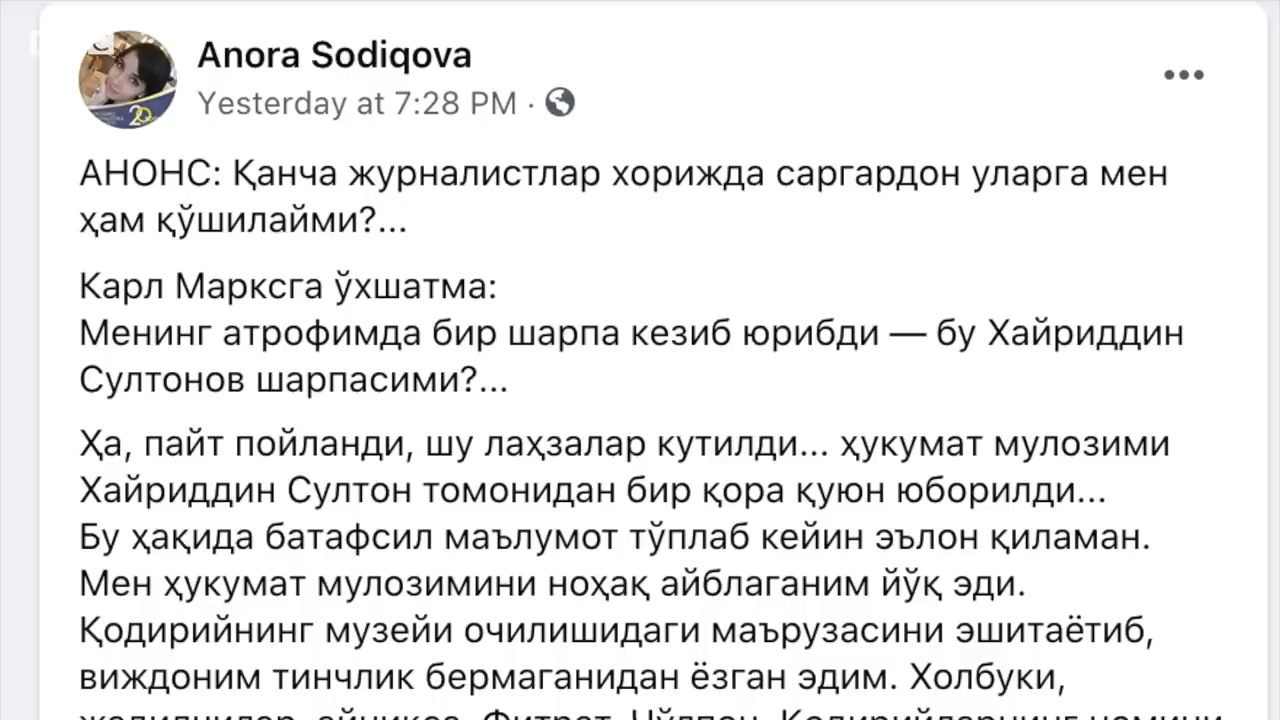 Anora Sodiqova
Yesterday at 7:28 PM ·
АНОНС: Қанча журналистлар хорижда саргардон уларга мен
ҳам қўшилайми?...
Карл Марксга ўхшатма:
Менинг атрофимда бир шарпа кезиб юрибди — бу Хайриддин
Султонов шарпасими?...
Ҳа, пайт пойланди, шу лаҳзалар кутилди... ҳукумат мулозими
Хайриддин Султон томонидан бир қора қуюн юборилди...
Бу ҳақида батафсил маълумот тўплаб кейин эълон қиламан.
Мен ҳукумат мулозимини ноҳақ айблаганим йўқ эди.
Қодирийнинг музейи очилишидаги маърузасини эшитаётиб,
виждоним тинчлик бермаганидан ёзган эдим. Холбуки,